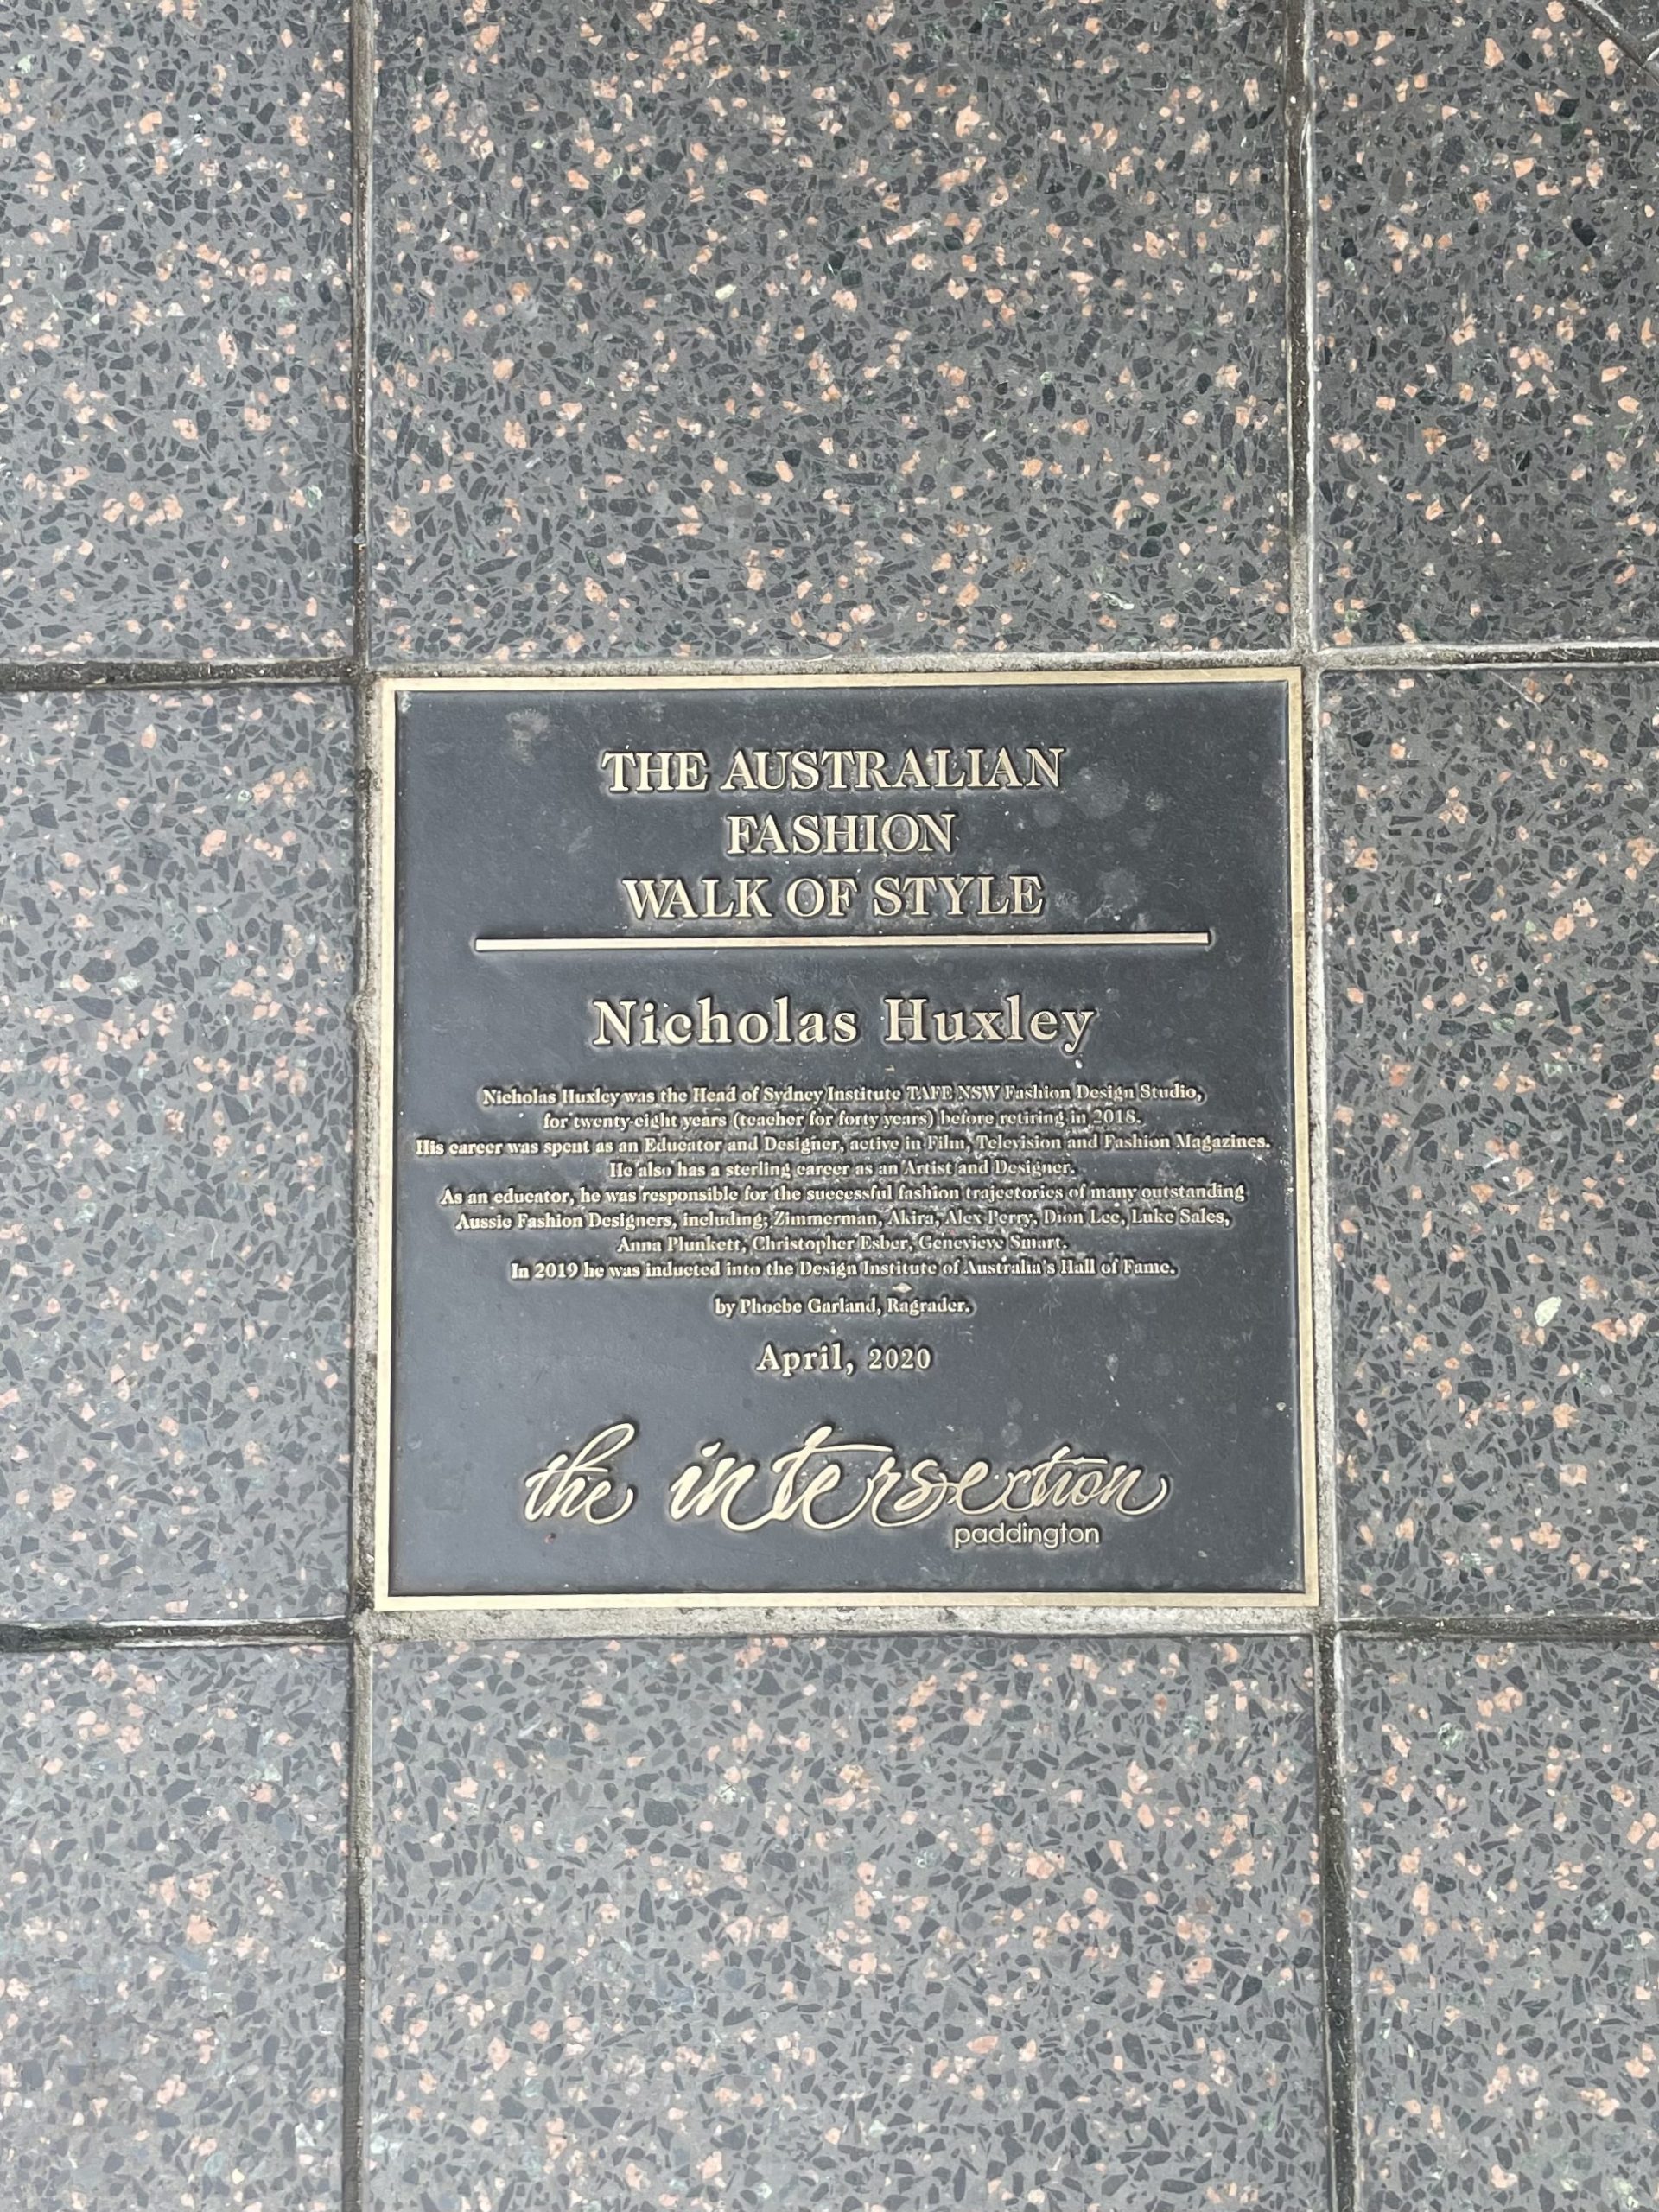 THE AUSTRALIAN
FASHION
WALK OF STYLE
Nicholas Huxley
Nicholas Huxley was the Head of Sydney Institute TAFE NSW Fashion Design Studio,
for twenty-eight years (teacher for forty years) before retiring in 2018.
His career was spent as an Educator and Designer, active in Film, Television and Fashion Magazines.
He also has a sterling career as an Artist and Designer.
As an educator, he was responsible for the successful fashion trajectories of many outstanding
Aussie Fashion Designers, including; Zimmerman, Akira, Alex Perry, Dion Lee, Luke Sales,
Anna Plunkett, Christopher Esber, Genevieve Smart.
In 2019 he was inducted into the Design Institute of Australia's Hall of Fame.
by Phoebe Garland, Ragrader.
April, 2020
the intersection
paddington